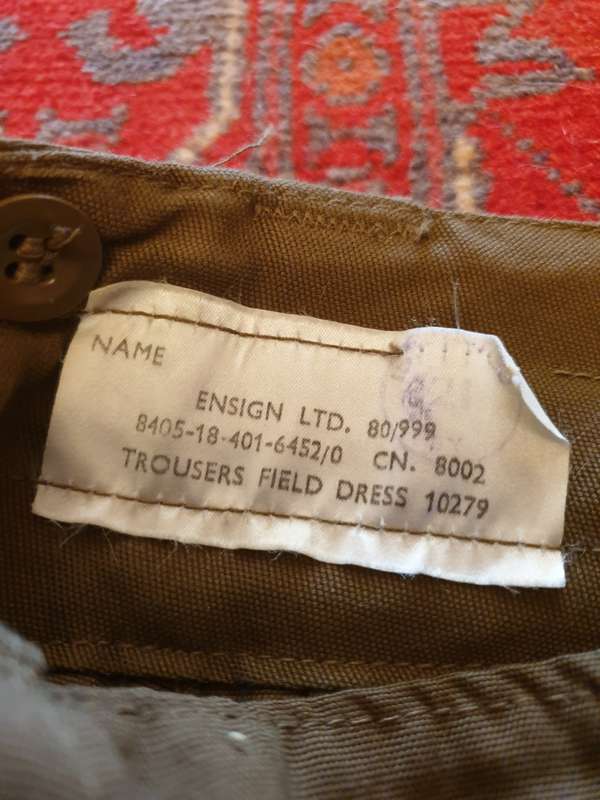 NAME
ENSIGN LTD. 80/999
8405-18-401-6452/0 CN. 8002
TROUSERS FIELD DRESS 10279